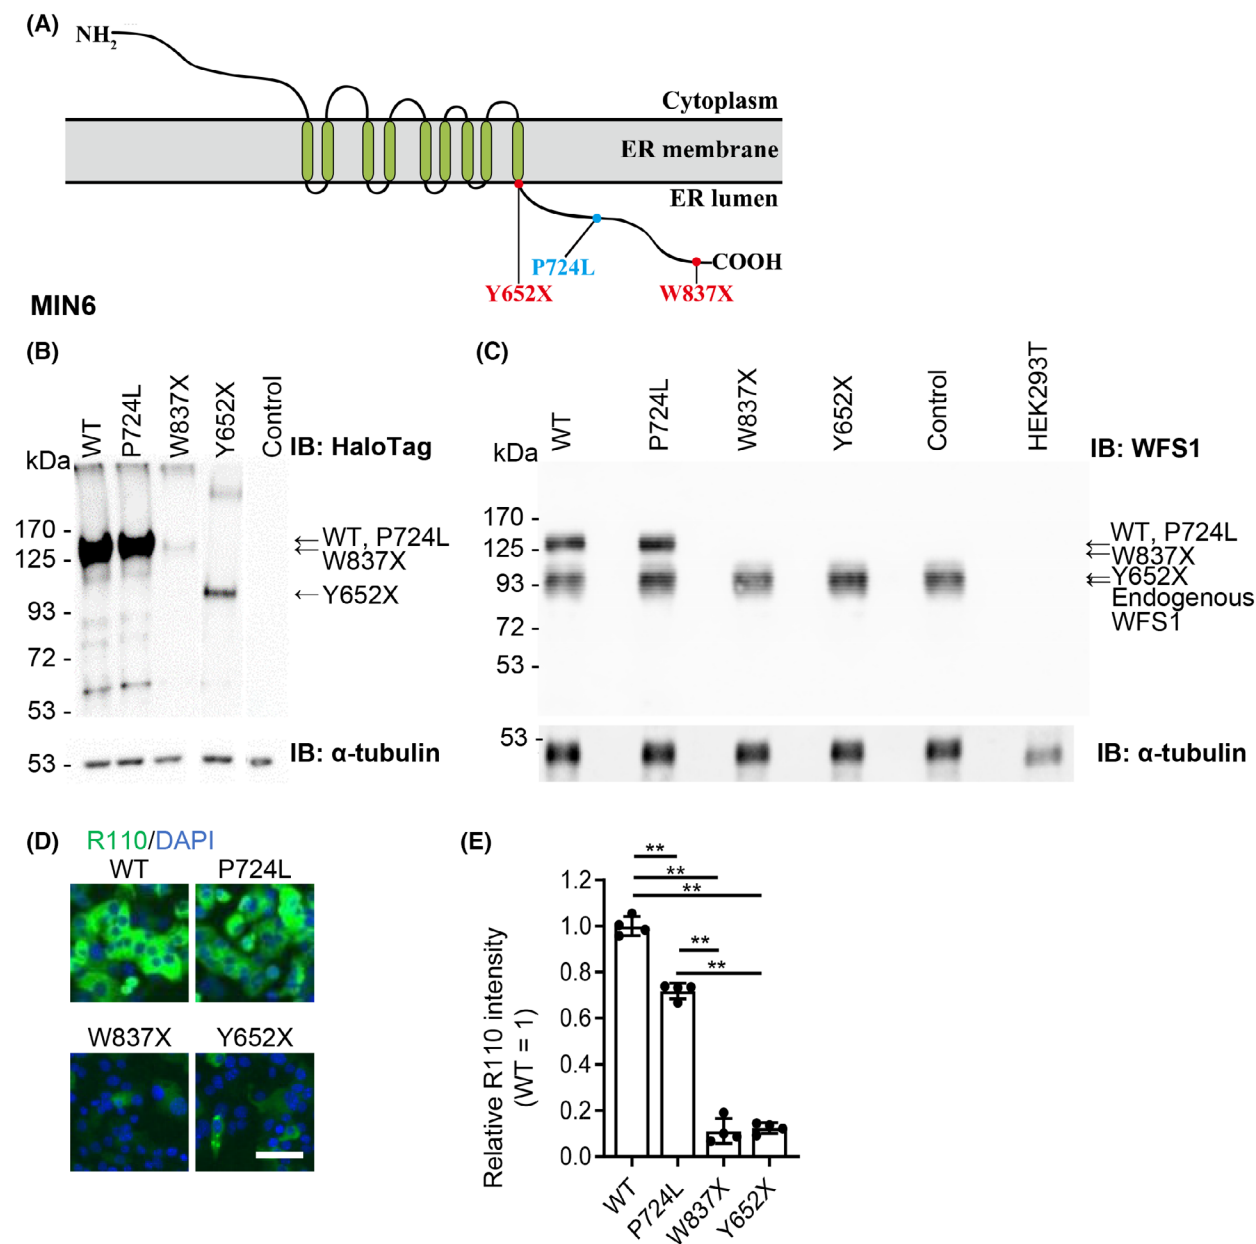 (A)
NH2
Cytoplasm
ER membrane
ER lumen
P724L
COOH
Y652X
W837X
MIN6
(B)
WT
P724L
W837X
Y652X
Control
IB: HaloTag
kDa
170 -
125 -
93 -
72 -
53 -
←WT, P724L
←W837X
←Y652X
53 -
IB: α-tubulin
(C)
WT
P724L
W837X
Y652X
Control
HEK293T
IB: WFS1
kDa
170 -
125 -
93 -
72 -
53 -
←WT, P724L
←W837X
←Y652X
←Endogenous
WFS1
53 -
IB: α-tubulin
(D)
R110/DAPI
WT
P724L
W837X
Y652X
(E)
**
**
**
**
**
Relative R110 intensity
(WT = 1)
1.2
1.0
0.8
0.6
0.4
0.2
0.0
WT
P724L
W837X
Y652X